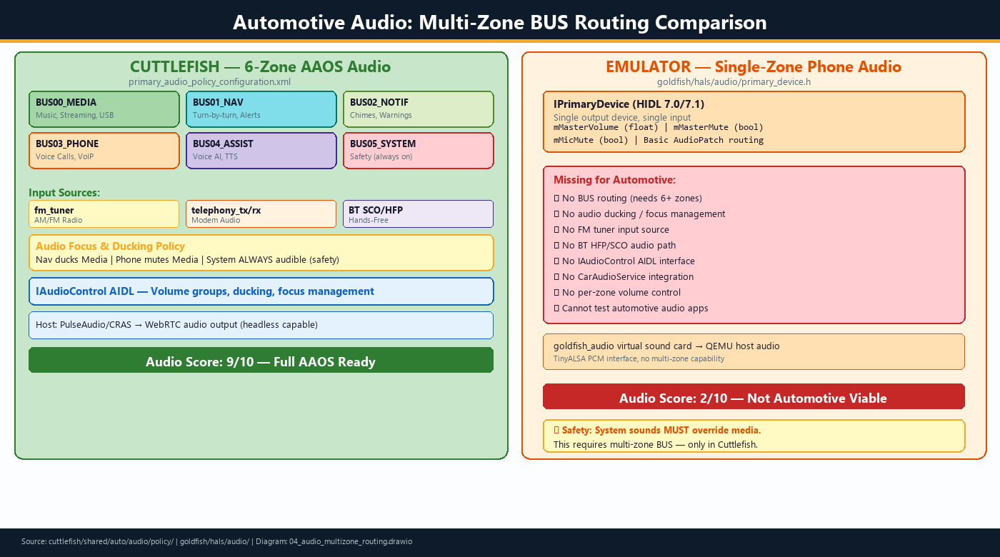 Automotive Audio: Multi-Zone BUS Routing Comparison
CUTTLEFISH — 6-Zone AAOS Audio
primary_audio_policy_configuration.xml
BUS00_MEDIA
Music, Streaming, USB
BUS01_NAV
Turn-by-turn, Alerts
BUS02_NOTIF
Chimes, Warnings
BUS03_PHONE
Voice Calls, VoIP
BUS04_ASSIST
Voice AI, TTS
BUS05_SYSTEM
Safety (always on)
Input Sources:
fm_tuner
AM/FM Radio
telephony_tx/rx
Modem Audio
BT SCO/HFP
Hands-Free
Audio Focus & Ducking Policy
Nav ducks Media | Phone mutes Media | System ALWAYS audible (safety)
IAudioControl AIDL — Volume groups, ducking, focus management
Host: PulseAudio/CRAS → WebRTC audio output (headless capable)
Audio Score: 9/10 — Full AAOS Ready
EMULATOR — Single-Zone Phone Audio
goldfish/hals/audio/primary_device.h
IPrimaryDevice (HIDL 7.0/7.1)
Single output device, single input
mMasterVolume (float) | mMasterMute (bool)
mMicMute (bool) | Basic AudioPatch routing
Missing for Automotive:
No BUS routing (needs 6+ zones)
No audio ducking / focus management
No FM tuner input source
No BT HFP/SCO audio path
No IAudioControl AIDL interface
No CarAudioService integration
No per-zone volume control
Cannot test automotive audio apps
goldfish_audio virtual sound card → QEMU host audio
TinyALSA PCM interface, no multi-zone capability
Audio Score: 2/10 — Not Automotive Viable
Safety: System sounds MUST override media.
This requires multi-zone BUS — only in Cuttlefish.
Source: cuttlefish/shared/auto/audio/policy/ | goldfish/hals/audio/ | Diagram: 04_audio_multizone_routing.drawio